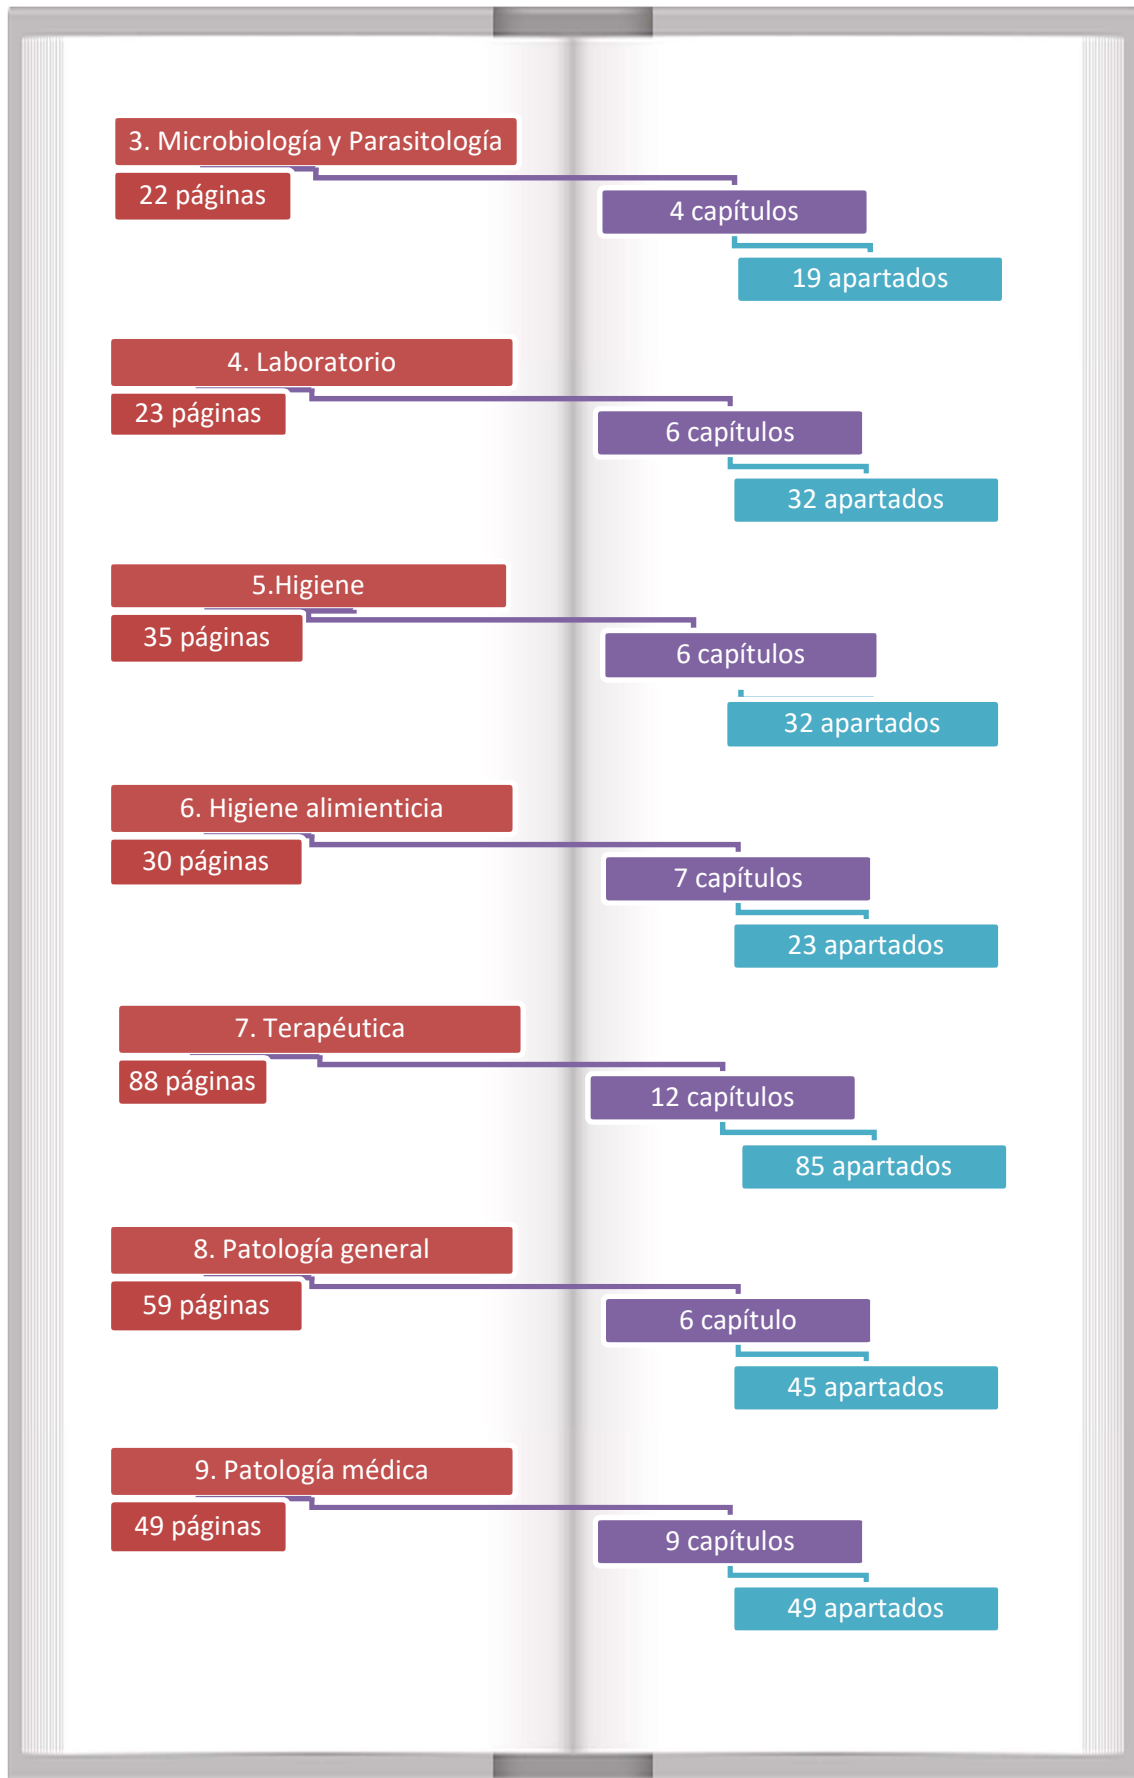 3. Microbiología y Parasitología
22 páginas
4 capítulos
19 apartados
4. Laboratorio
23 páginas
6 capítulos
32 apartados
5.Higiene
35 páginas
6 capítulos
32 apartados
6. Higiene alimienticia
30 páginas
7 capítulos
23 apartados
7. Terapéutica
88 páginas
12 capítulos
85 apartados
8. Patología general
59 páginas
6 capítulo
45 apartados
9. Patología médica
49 páginas
9 capítulos
49 apartados